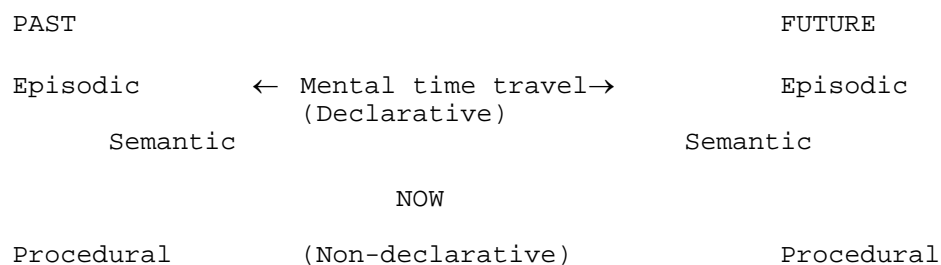 PAST FUTURE
Episodic ← Mental time travel→ Episodic
(Declarative)
Semantic Semantic
NOW
Procedural (Non-declarative) Procedural